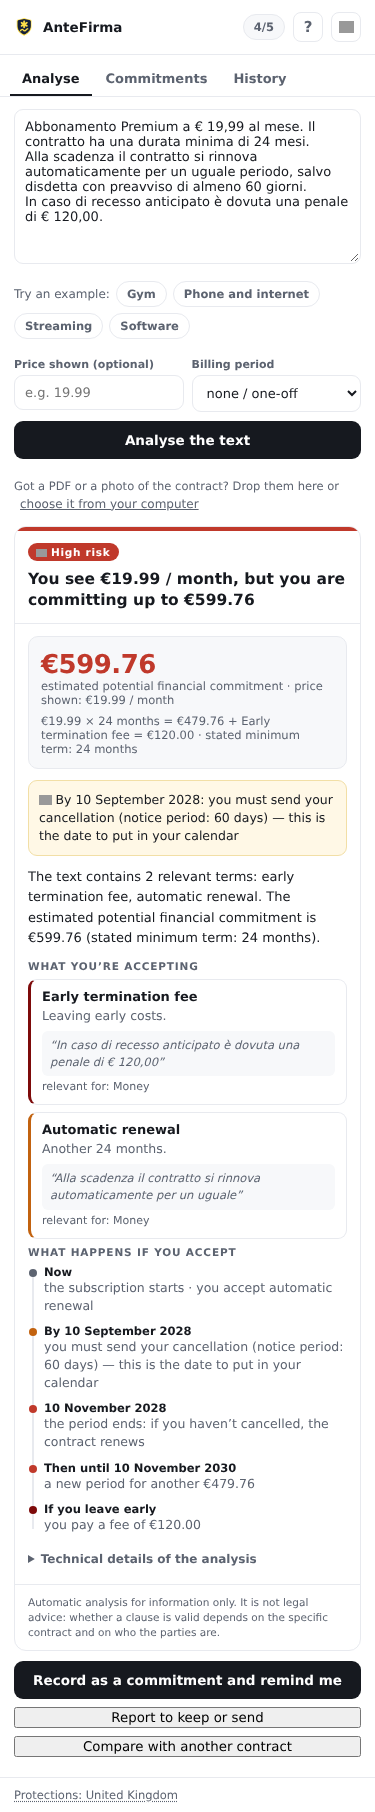 AnteFirma
4/5
?
Analyse
Commitments
History
Abbonamento Premium a € 19,99 al mese. Il
contratto ha una durata minima di 24 mesi.
Alla scadenza il contratto si rinnova
automaticamente per un uguale periodo, salvo
disdetta con preavviso di almeno 60 giorni.
In caso di recesso anticipato è dovuta una penale
di € 120,00.
Try an example:
Gym
Phone and internet
Streaming
Software
Price shown (optional)
Billing period
e.g. 19.99
none / one-off
Analyse the text
Got a PDF or a photo of the contract? Drop them here or
choose it from your computer
High risk
You see €19.99 / month, but you are
committing up to €599.76
€599.76
estimated potential financial commitment · price
shown: €19.99 / month
€19.99 × 24 months = €479.76 + Early
termination fee = €120.00 · stated minimum
term: 24 months
By 10 September 2028: you must send your
cancellation (notice period: 60 days) — this is
the date to put in your calendar
The text contains 2 relevant terms: early
termination fee, automatic renewal. The
estimated potential financial commitment is
€599.76 (stated minimum term: 24 months).
WHAT YOU’RE ACCEPTING
Early termination fee
Leaving early costs.
“In caso di recesso anticipato è dovuta una
penale di € 120,00”
relevant for: Money
Automatic renewal
Another 24 months.
“Alla scadenza il contratto si rinnova
automaticamente per un uguale”
relevant for: Money
WHAT HAPPENS IF YOU ACCEPT
Now
the subscription starts · you accept automatic
renewal
By 10 September 2028
you must send your cancellation (notice period:
60 days) — this is the date to put in your
calendar
10 November 2028
the period ends: if you haven’t cancelled, the
contract renews
Then until 10 November 2030
a new period for another €479.76
If you leave early
you pay a fee of €120.00
Technical details of the analysis
Automatic analysis for information only. It is not legal
advice: whether a clause is valid depends on the specific
contract and on who the parties are.
Record as a commitment and remind me
Report to keep or send
Compare with another contract
Protections: United Kingdom